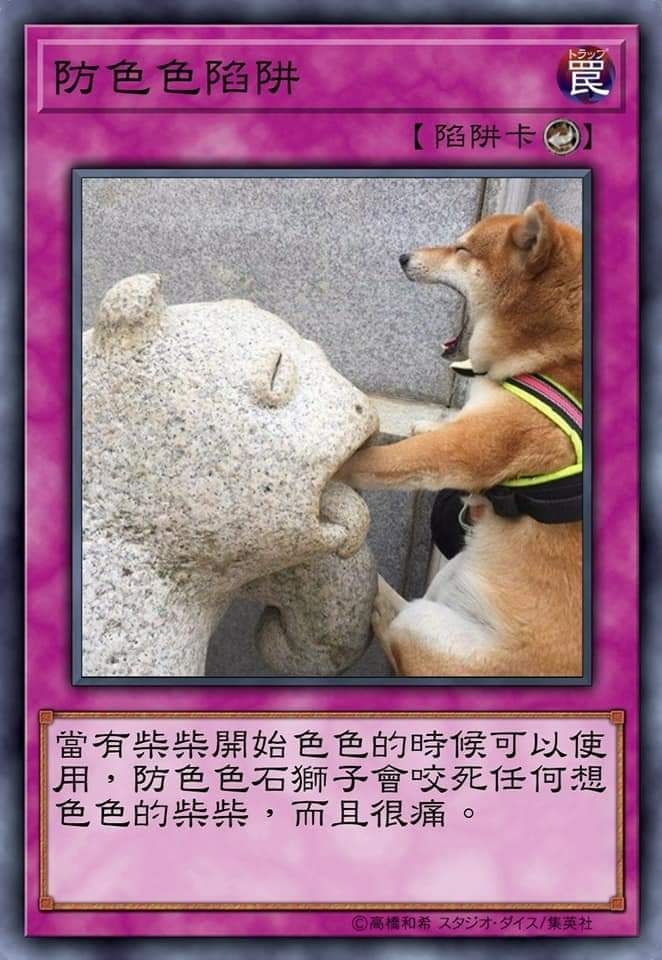 防色色陷阱
トラップ
罠
【陷阱卡】
當有柴柴開始色色的時候可以使
用，防色色石獅子會咬死任何想
色色的柴柴，而且很痛。
©高橋和希 スタジオ・ダイス/集英社